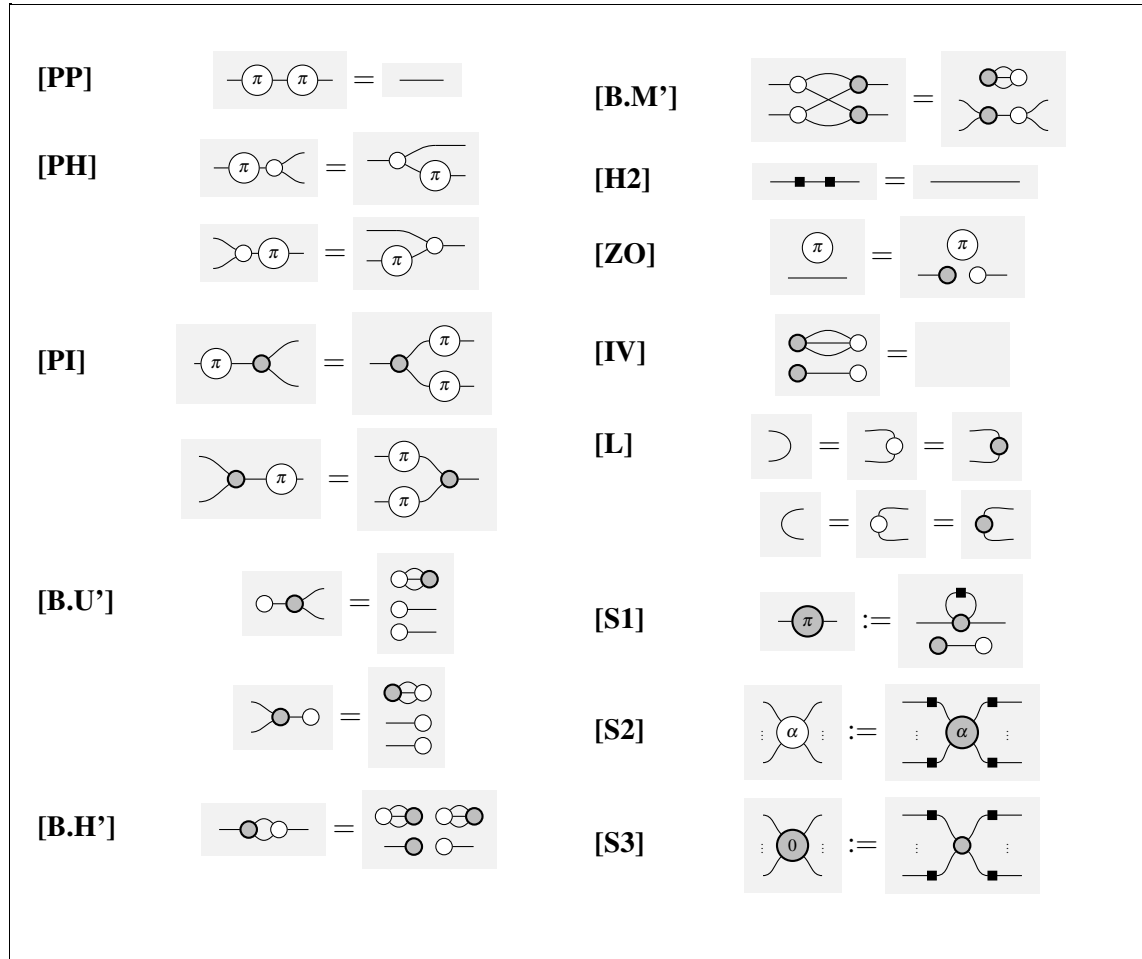 [PP] π π =
[PH] π = π
π = π
[PI] π = π π
π = π π
[B.U'] =
=
[B.H'] =
[B.M'] =
[H2] =
[ZO] π = π
[IV] =
[L] = =
= =
[S1] π :=
[S2] ⋮ α ⋮ := ⋮ α ⋮
[S3] ⋮ 0 ⋮ := ⋮ ⋮